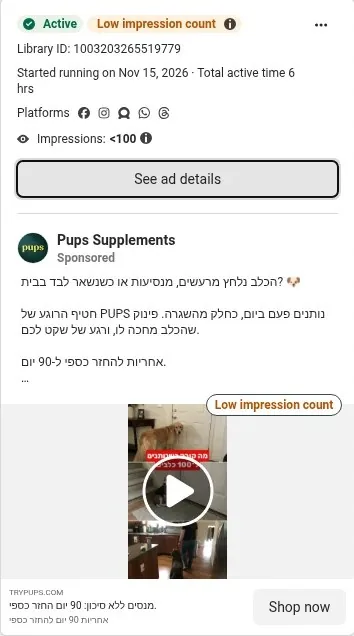 Active Low impression count
Library ID: 1003203265519779
Started running on Nov 15, 2026 · Total active time 6
hrs
Platforms
Impressions: <100
See ad details
pups
Pups Supplements
Sponsored
הכלב נלחץ מרעשים, מנסיעות או כשנשאר לבד בבית? 🐶
נותנים פעם ביום, כחלק מהשגרה. פינוק PUPS חטיף הרוגע של
שהכלב מחכה לו, ורגע של שקט לכם.
אחריות להחזר כספי ל-90 יום.
...
Low impression count
מה קורה כשנותנים
TRYPUPS.COM
מנסים ללא סיכון: 90 יום החזר כספי.
אחריות 90 יום להחזר כספי
Shop now